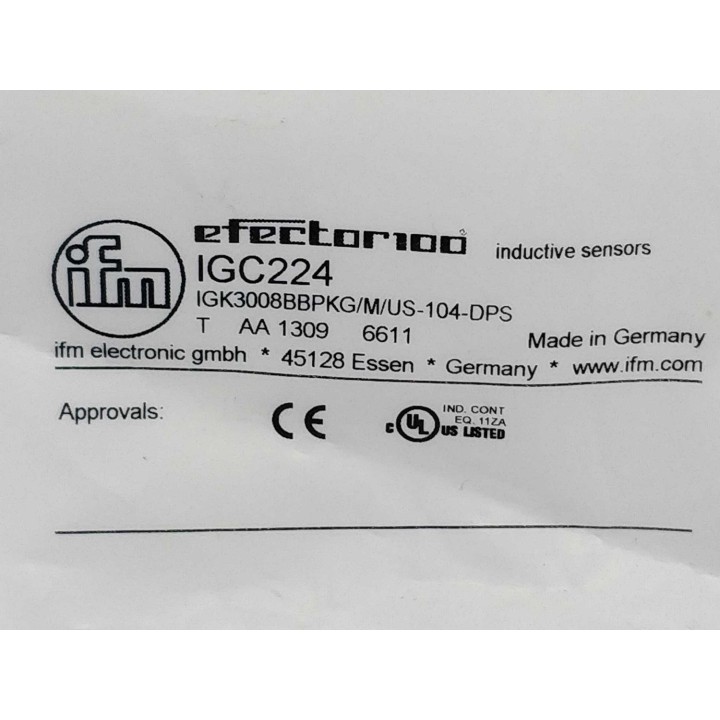 ifm
efector100®
inductive sensors
IGC224
IGK3008BBPKG/M/US-104-DPS
T AA 1309 6611 Made in Germany
ifm electronic gmbh * 45128 Essen * Germany * www.ifm.com
Approvals: CE c UL US LISTED
IND. CONT
EQ. 11ZA